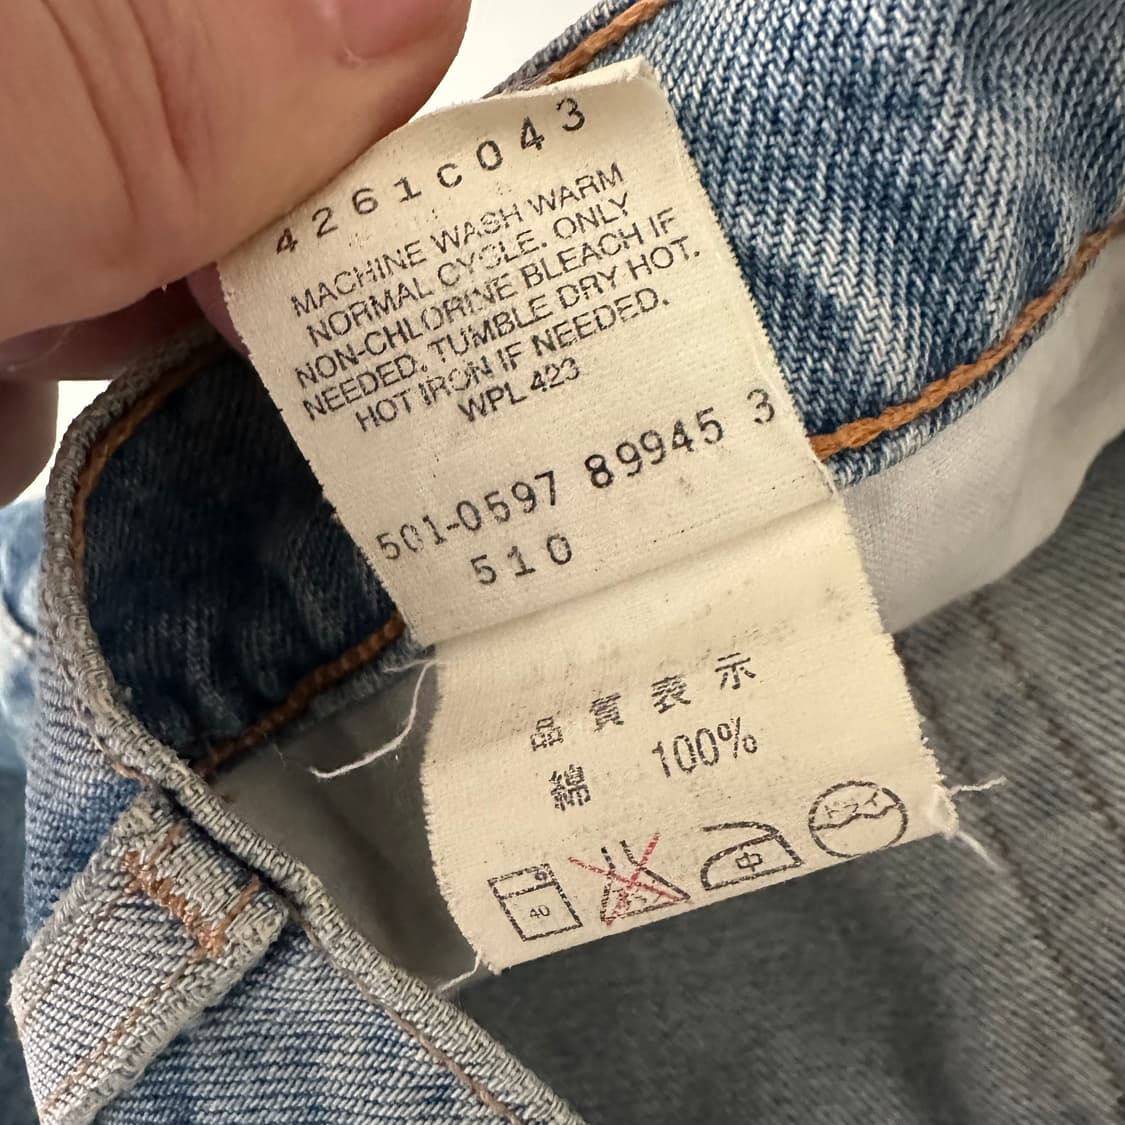 4261C043
MACHINE WASH WARM
NORMAL CYCLE. ONLY
NON-CHLORINE BLEACH IF
NEEDED. TUMBLE DRY HOT.
HOT IRON IF NEEDED.
WPL 423
501-0597 89945 3
510
品質表示
綿 100%
40 中 ドライ